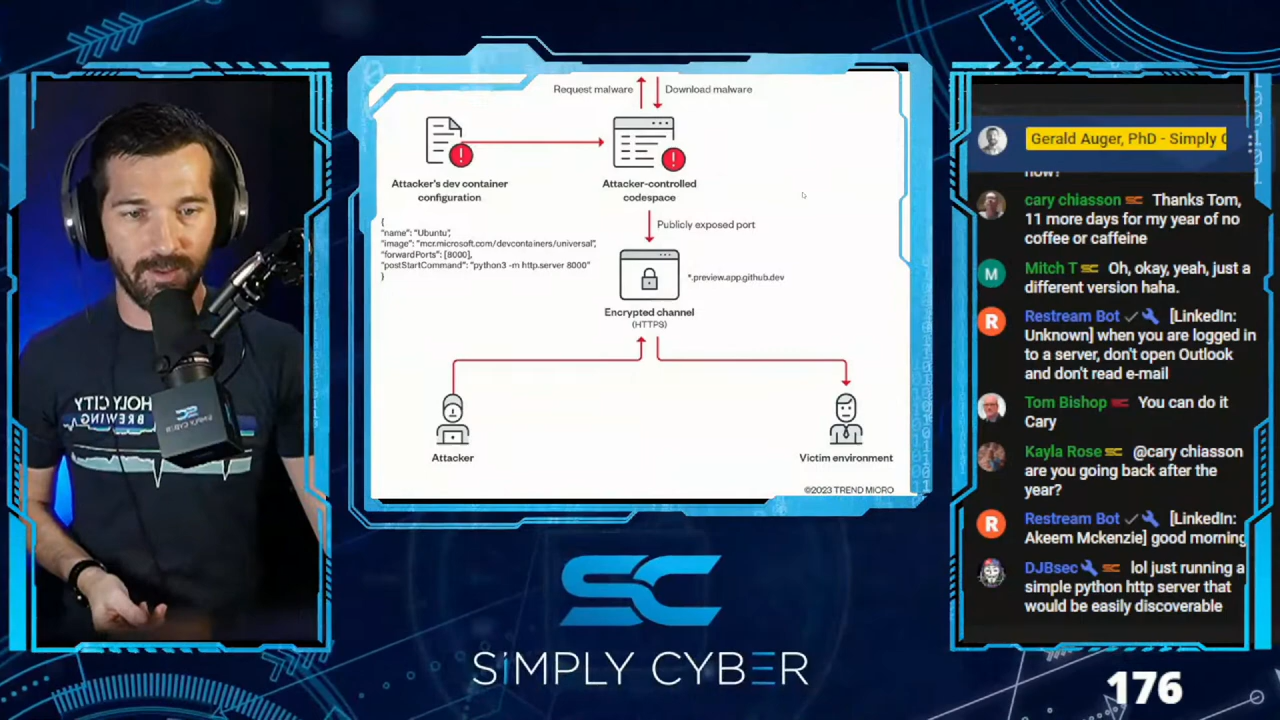 Request malware
Download malware
Attacker's dev container
configuration
Attacker-controlled
codespace
{
"name": "Ubuntu",
"image": "mcr.microsoft.com/devcontainers/universal",
"forwardPorts": [8000],
"postStartCommand": "python3 -m http.server 8000"
}
Publicly exposed port
*.preview.app.github.dev
Encrypted channel
(HTTPS)
Attacker
Victim environment
©2023 TREND MICRO
HOLY CITY
BREWING
SC
SIMPLY CYBER
SC
SIMPLY CYBER
Gerald Auger, PhD - Simply C
now?
cary chiasson Thanks Tom,
11 more days for my year of no
coffee or caffeine
M
Mitch T Oh, okay, yeah, just a
different version haha.
R
Restream Bot [LinkedIn:
Unknown] when you are logged in
to a server, don't open Outlook
and don't read e-mail
Tom Bishop You can do it
Cary
Kayla Rose @cary chiasson
are you going back after the
year?
R
Restream Bot [LinkedIn:
Akeem Mckenzie] good morning
DJBsec lol just running a
simple python http server that
would be easily discoverable
176